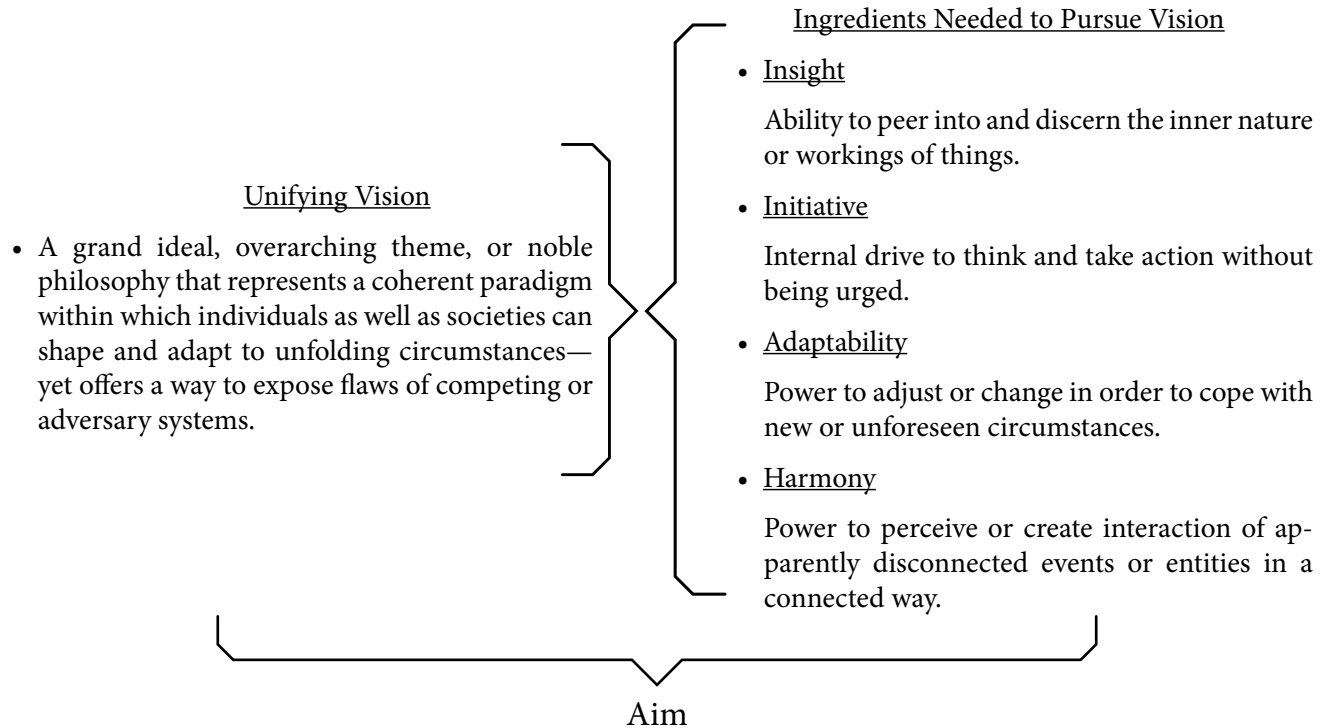 Unifying Vision
• A grand ideal, overarching theme, or noble
philosophy that represents a coherent paradigm
within which individuals as well as societies can
shape and adapt to unfolding circumstances—
yet offers a way to expose flaws of competing or
adversary systems.
Ingredients Needed to Pursue Vision
• Insight
Ability to peer into and discern the inner nature
or workings of things.
• Initiative
Internal drive to think and take action without
being urged.
• Adaptability
Power to adjust or change in order to cope with
new or unforeseen circumstances.
• Harmony
Power to perceive or create interaction of ap-
parently disconnected events or entities in a
connected way.
Aim